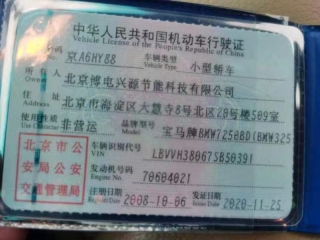 中华人民共和国机动车行驶证
Vehicle License of the People's Republic of China
号牌号码 京A6HY88 车辆类型 Vehicle Type 小型轿车
所有人 北京博电兴源节能科技有限公司
北京市海淀区大慧寺8号北区20号楼509室
使用性质 Use Character 非营运 品牌型号 Model 宝马牌BMW7250BD(BMW325
北京市公安局公安交通管理局
车辆识别代号 VIN LBVVH38067SB50391
发动机号码 Engine No. 70604021
注册日期 2008-10-06 发证日期 2020-11-25